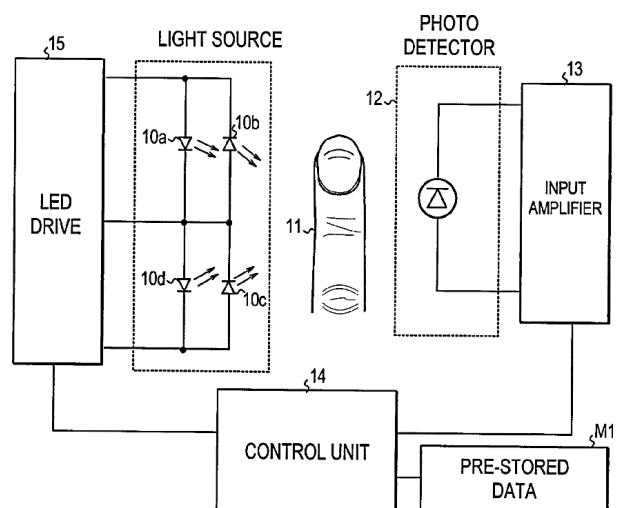 15
LIGHT SOURCE
PHOTO
DETECTOR
13
12
10a
10b
LED
DRIVE
INPUT
AMPLIFIER
11
10d
10c
14
CONTROL UNIT
M1
PRE-STORED
DATA